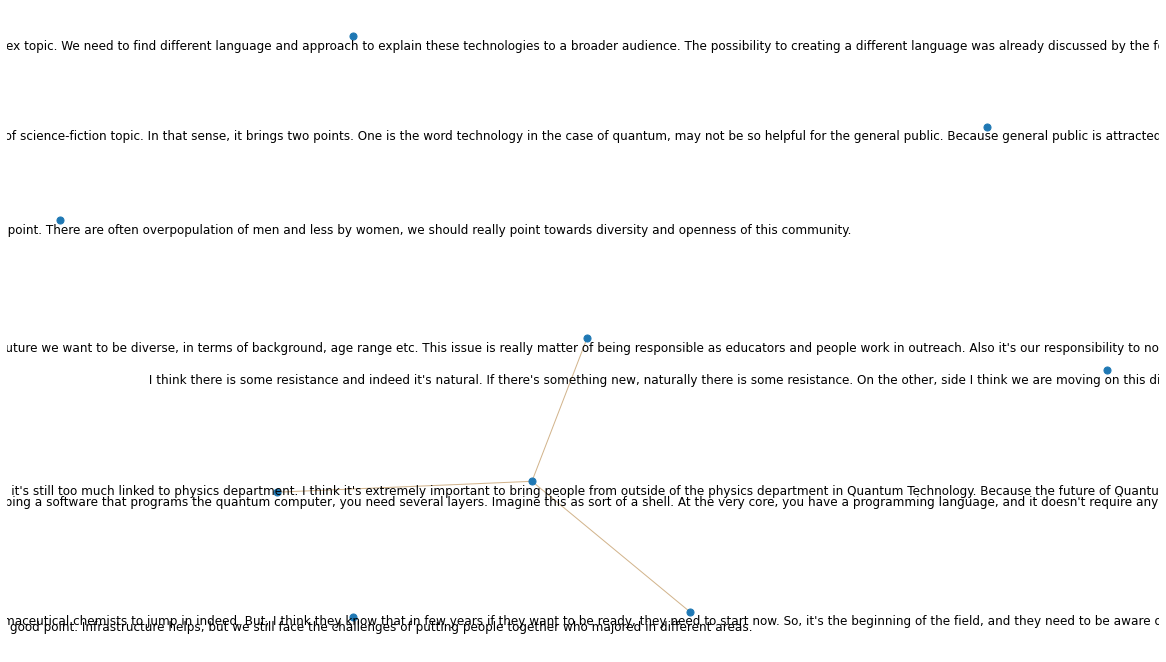 ex topic. We need to find different language and approach to explain these technologies to a broader audience. The possibility to creating a different language was already discussed by the
of science-fiction topic. In that sense, it brings two points. One is the word technology in the case of quantum, may not be so helpful for the general public. Because general public is attracted
point. There are often overpopulation of men and less by women, we should really point towards diversity and openness of this community.
uture we want to be diverse, in terms of background, age range etc. This issue is really matter of being responsible as educators and people work in outreach. Also it's our responsibility to no
I think there is some resistance and indeed it's natural. If there's something new, naturally there is some resistance. On the other, side I think we are moving on this di
it's still too much linked to physics department. I think it's extremely important to bring people from outside of the physics department in Quantum Technology. Because the future of Quantu
ping a software that programs the quantum computer, you need several layers. Imagine this as sort of a shell. At the very core, you have a programming language, and it doesn't require any
maceutical chemists to jump in indeed. But, I think they know that in few years if they want to be ready, they need to start now. So, it's the beginning of the field, and they need to be aware
good point. Infrastructure helps, but we still face the challenges of putting people together who majored in different areas.